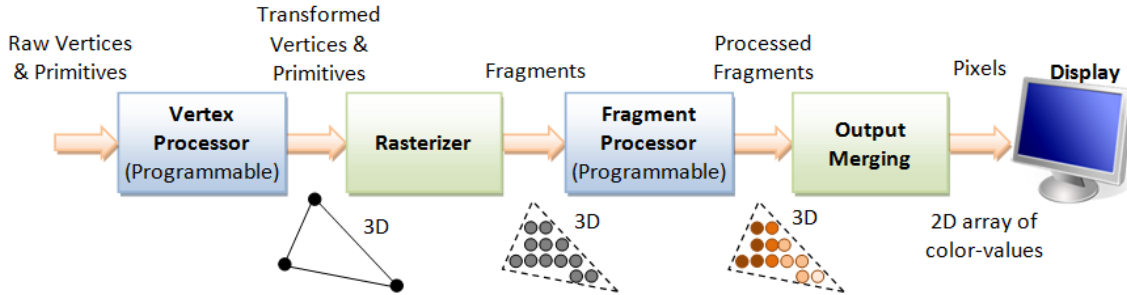 Raw Vertices
& Primitives
Vertex
Processor
(Programmable)
Transformed
Vertices &
Primitives
3D
Rasterizer
Fragments
3D
Fragment
Processor
(Programmable)
Processed
Fragments
3D
Output
Merging
Pixels
Display
2D array of
color-values